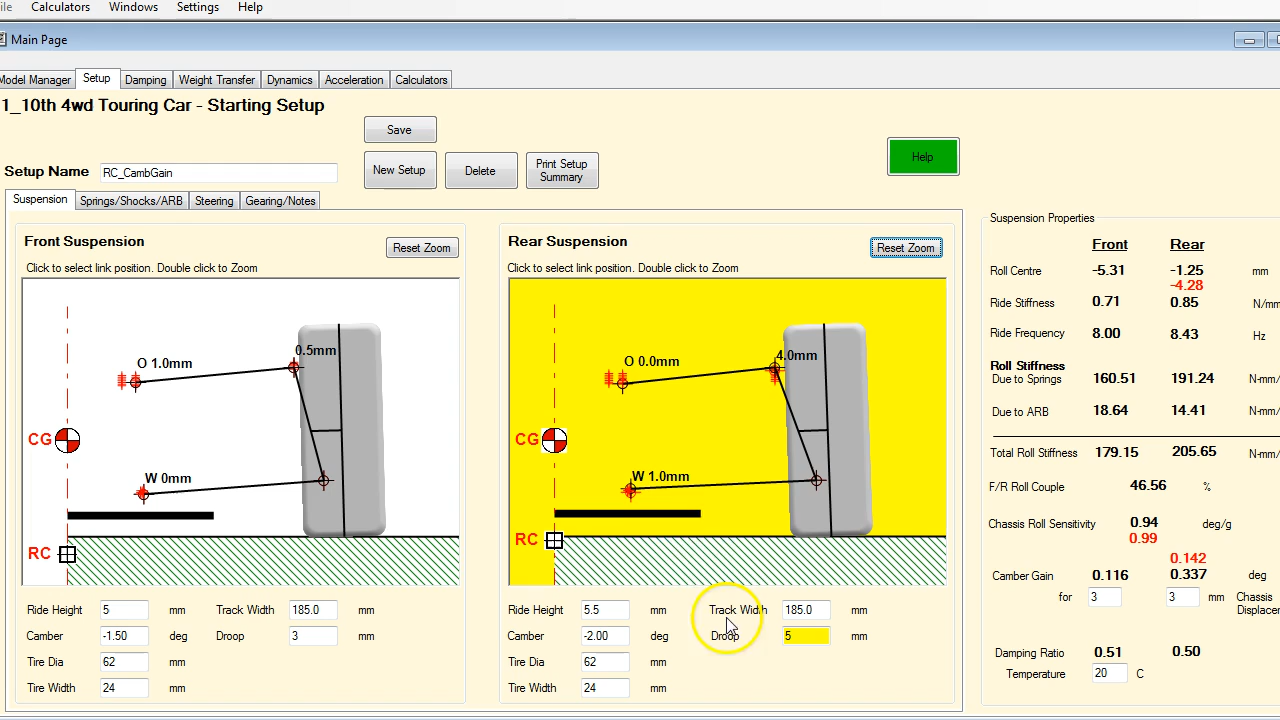 ile Calculators Windows Settings Help
Main Page
Model Manager Setup Damping Weight Transfer Dynamics Acceleration Calculators
1_10th 4wd Touring Car - Starting Setup
Save
Setup Name RC_CambGain New Setup Delete Print Setup Summary Help
Suspension Springs/Shocks/ARB Steering Gearing/Notes
Front Suspension Reset Zoom
Click to select link position. Double click to Zoom
O 1.0mm 0.5mm
CG
W 0mm
RC
Ride Height 5 mm Track Width 185.0 mm
Camber -1.50 deg Droop 3 mm
Tire Dia 62 mm
Tire Width 24 mm
Rear Suspension Reset Zoom
Click to select link position. Double click to Zoom
O 0.0mm 4.0mm
CG
W 1.0mm
RC
Ride Height 5.5 mm Track Width 185.0 mm
Camber -2.00 deg Droop 5 mm
Tire Dia 62 mm
Tire Width 24 mm
Suspension Properties
Front Rear
Roll Centre -5.31 -1.25 mm
-4.28
Ride Stiffness 0.71 0.85 N/mm
Ride Frequency 8.00 8.43 Hz
Roll Stiffness
Due to Springs 160.51 191.24 N-mm/
Due to ARB 18.64 14.41 N-mm/
Total Roll Stiffness 179.15 205.65 N-mm/
F/R Roll Couple 46.56 %
Chassis Roll Sensitivity 0.94 deg/g
0.99
0.142
Camber Gain 0.116 0.337 deg
for 3 3 mm Chassis
Displace
Damping Ratio 0.51 0.50
Temperature 20 C